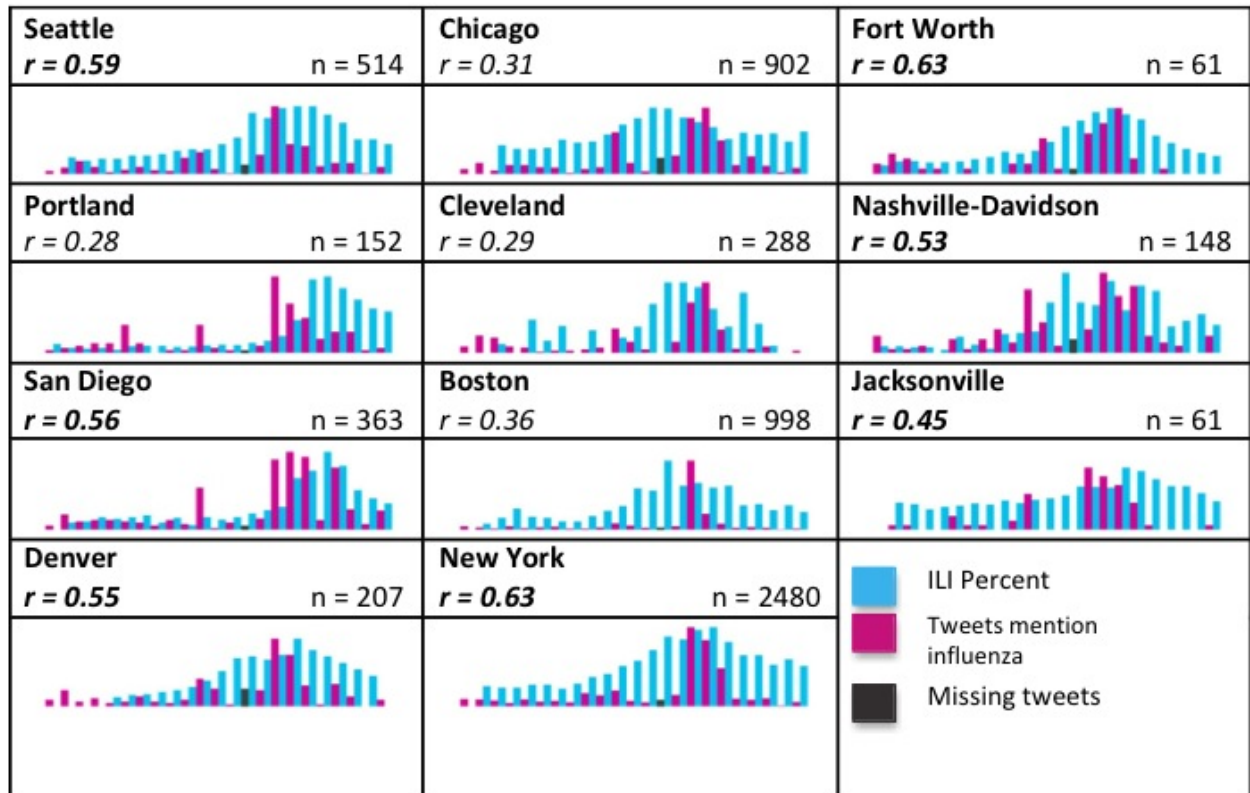 Seattle
r = 0.59 n = 514
Chicago
r = 0.31 n = 902
Fort Worth
r = 0.63 n = 61
Portland
r = 0.28 n = 152
Cleveland
r = 0.29 n = 288
Nashville-Davidson
r = 0.53 n = 148
San Diego
r = 0.56 n = 363
Boston
r = 0.36 n = 998
Jacksonville
r = 0.45 n = 61
Denver
r = 0.55 n = 207
New York
r = 0.63 n = 2480
ILI Percent
Tweets mention
influenza
Missing tweets